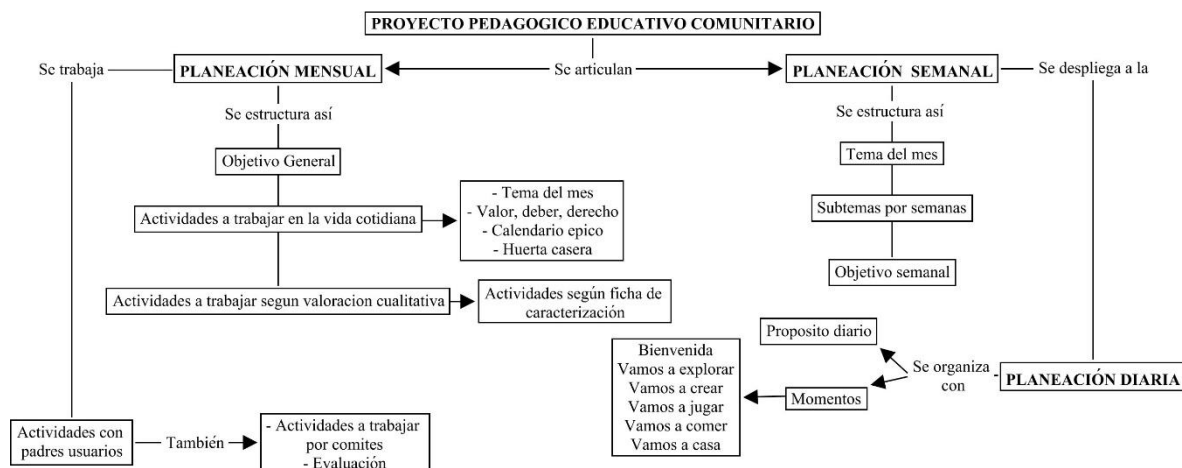 PROYECTO PEDAGOGICO EDUCATIVO COMUNITARIO
Se trabaja
PLANEACIÓN MENSUAL
Se articulan
PLANEACIÓN SEMANAL
Se despliega a la
Se estructura así
Objetivo General
Actividades a trabajar en la vida cotidiana
- Tema del mes
- Valor, deber, derecho
- Calendario epico
- Huerta casera
Actividades a trabajar segun valoracion cualitativa
Actividades según ficha de
caracterización
Se estructura así
Tema del mes
Subtemas por semanas
Objetivo semanal
Proposito diario
Se organiza
con
- PLANEACIÓN DIARIA
Momentos
Bienvenida
Vamos a explorar
Vamos a crear
Vamos a jugar
Vamos a comer
Vamos a casa
Actividades con
padres usuarios
También
- Actividades a trabajar
por comites
- Evaluación